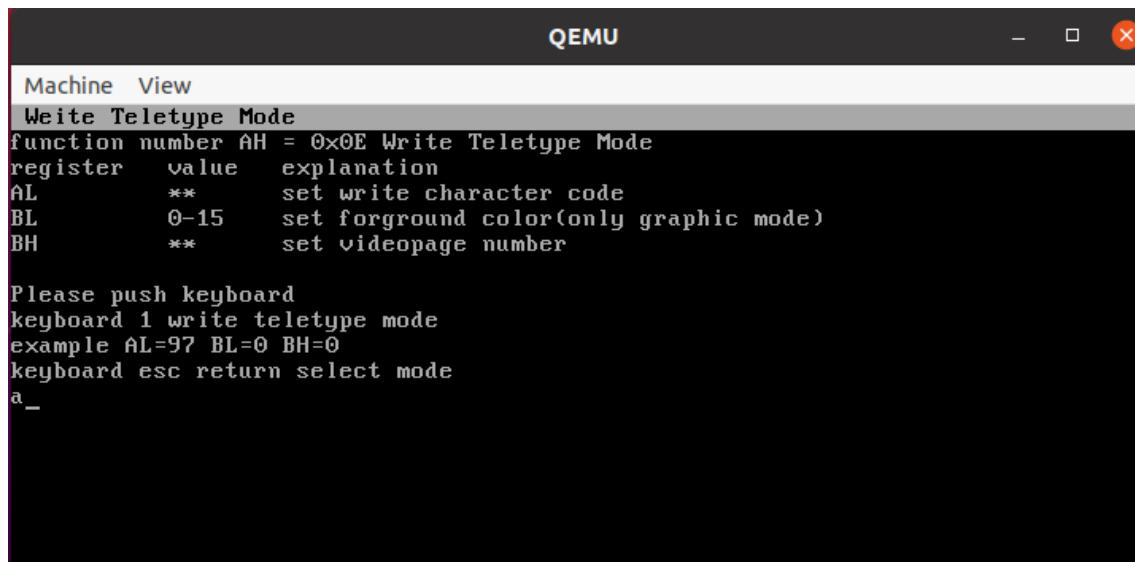 QEMU
Machine View
Weite Teletype Mode
function number AH = 0x0E Write Teletype Mode
register value explanation
AL ** set write character code
BL 0-15 set forground color(only graphic mode)
BH ** set videopage number
Please push keyboard
keyboard 1 write teletype mode
example AL=97 BL=0 BH=0
keyboard esc return select mode
a_